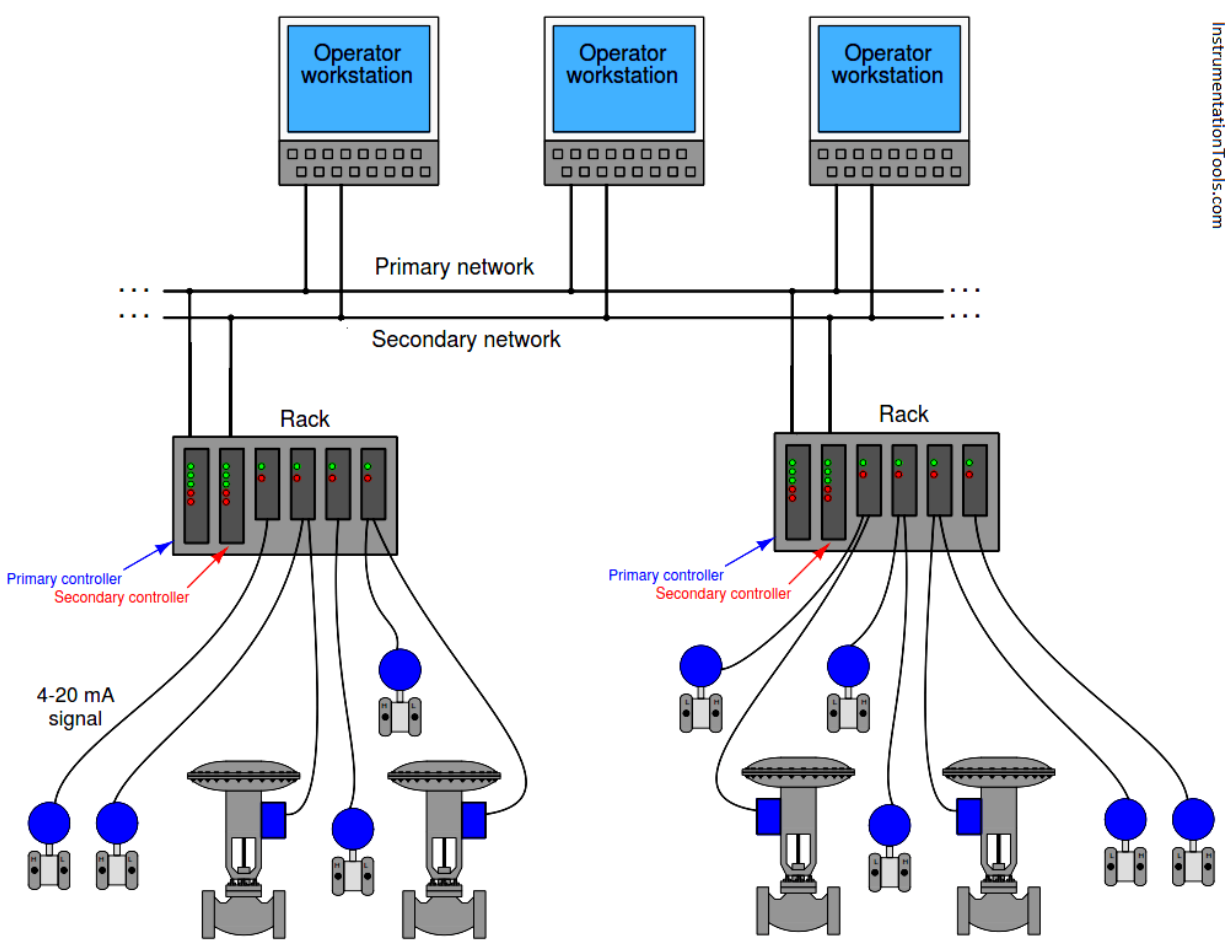 Operator
workstation
Operator
workstation
Operator
workstation
InstrumentationTools.com
Primary network
. . .
. . .
. . .
. . .
Secondary network
Rack
Rack
Primary controller
Secondary controller
Primary controller
Secondary controller
4-20 mA
signal
H L
H L
H L
H L
H L
L H
L H
L H
L H
L H